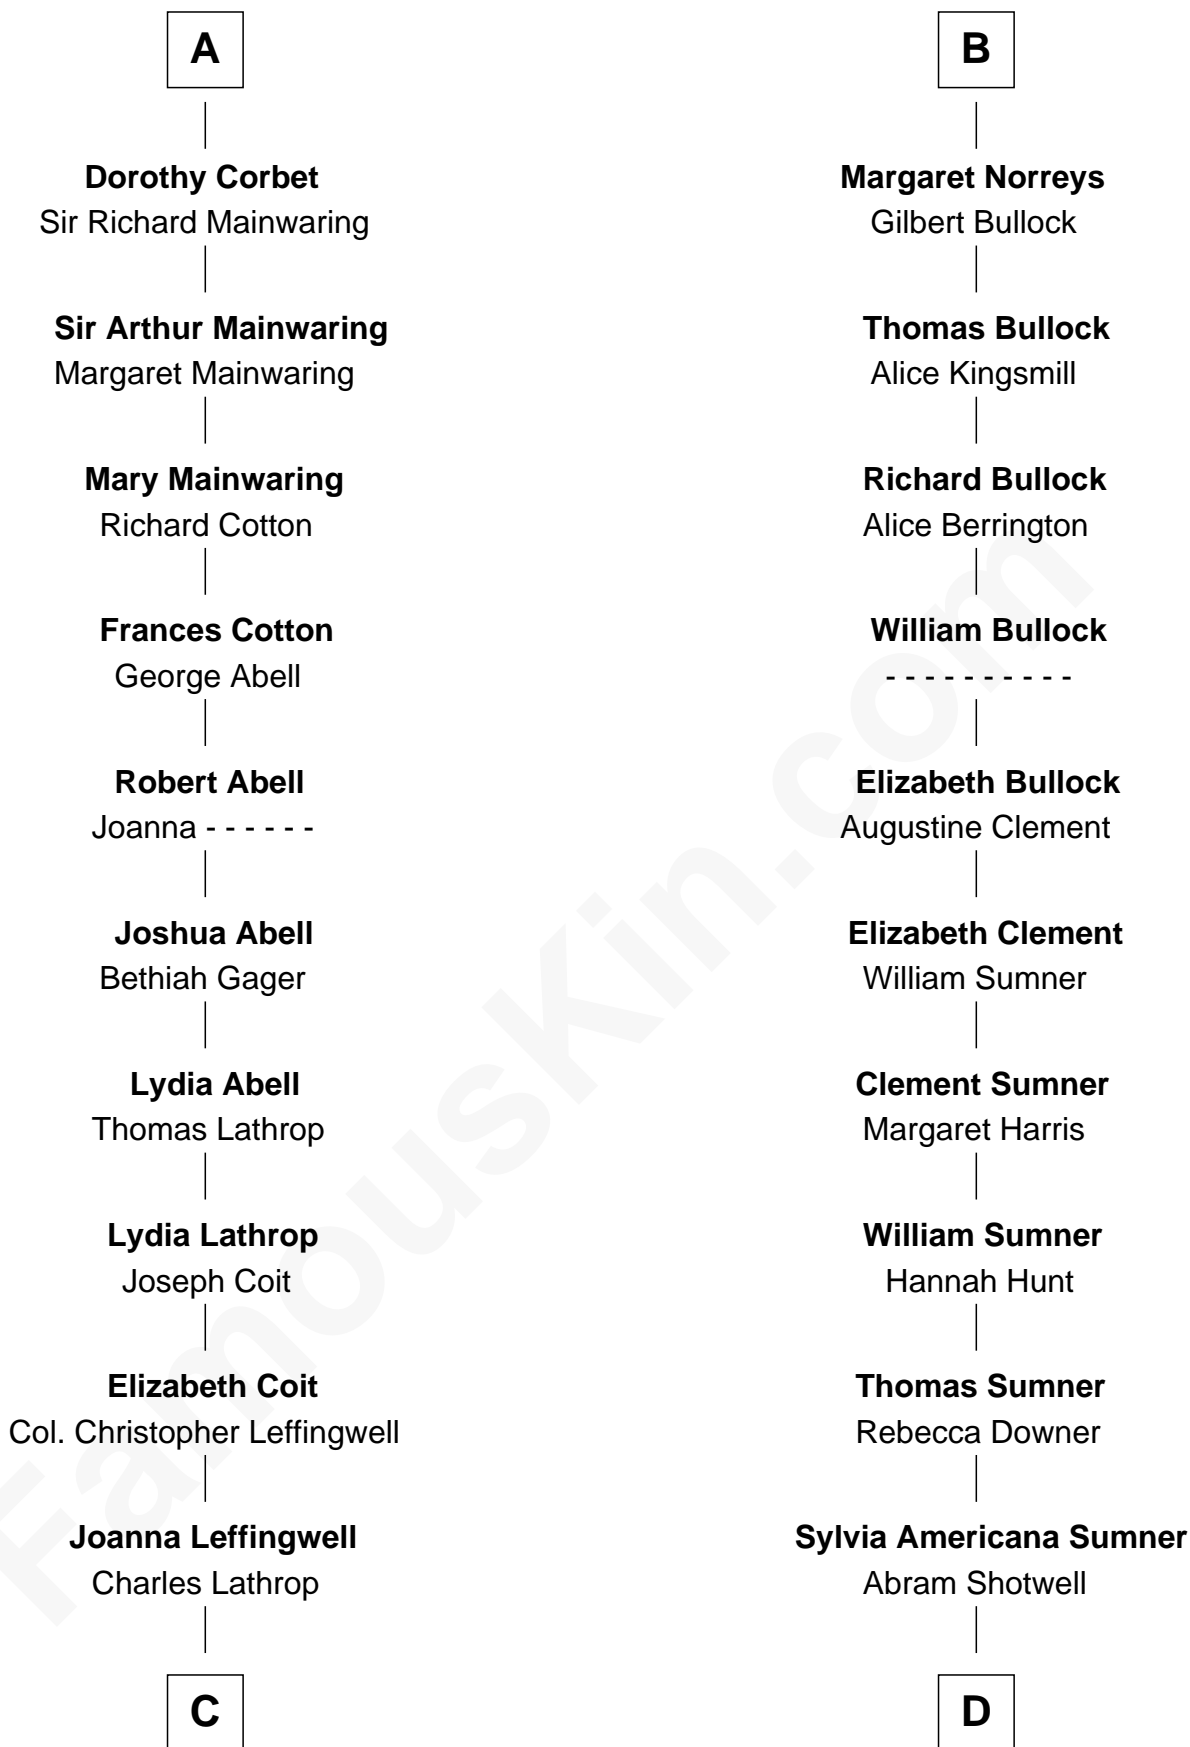 A
Dorothy Corbet
Sir Richard Mainwaring
Sir Arthur Mainwaring
Margaret Mainwaring
Mary Mainwaring
Richard Cotton
Frances Cotton
George Abell
Robert Abell
Joanna - - - - - -
Joshua Abell
Bethiah Gager
Lydia Abell
Thomas Lathrop
Lydia Lathrop
Joseph Coit
Elizabeth Coit
Col. Christopher Leffingwell
Joanna Leffingwell
Charles Lathrop
C
B
Margaret Norreys
Gilbert Bullock
Thomas Bullock
Alice Kingsmill
Richard Bullock
Alice Berrington
William Bullock
- - - - - - - - - -
Elizabeth Bullock
Augustine Clement
Elizabeth Clement
William Sumner
Clement Sumner
Margaret Harris
William Sumner
Hannah Hunt
Thomas Sumner
Rebecca Downer
Sylvia Americana Sumner
Abram Shotwell
D
FamousKin.com